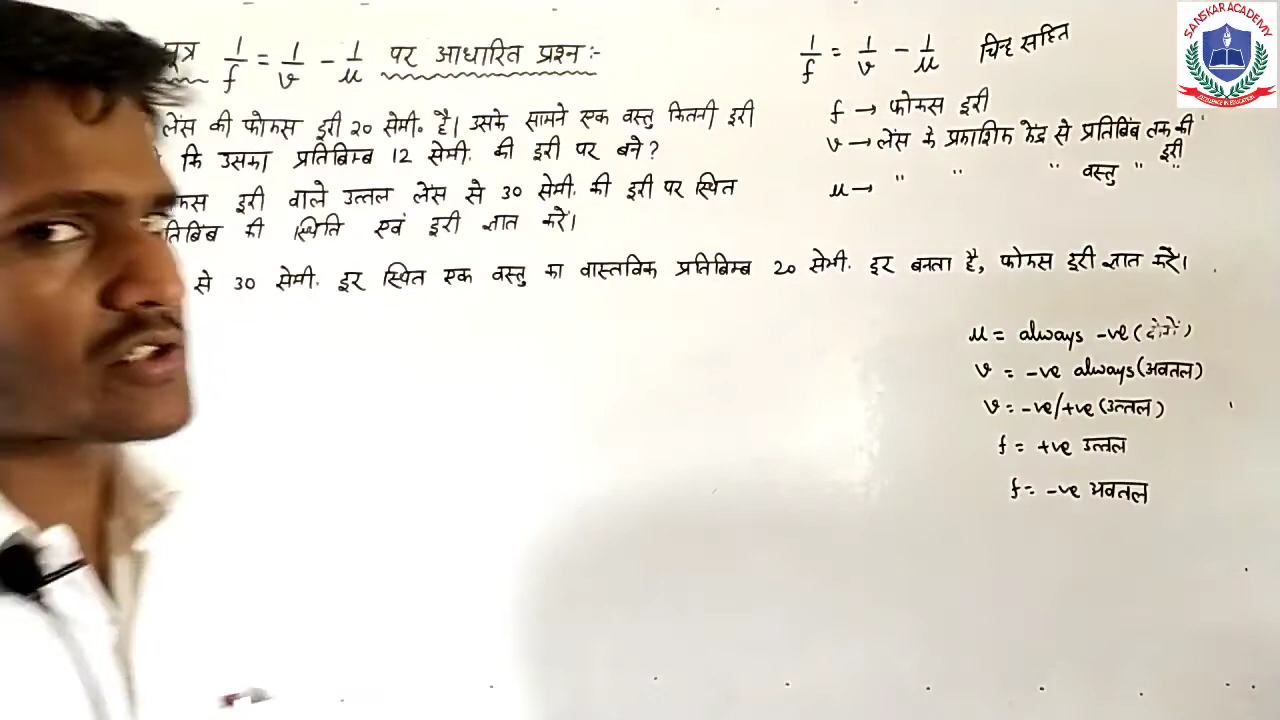 सूत्र 1/f = 1/v - 1/u पर आधारित प्रश्न :-
लेंस की फोकस दूरी 20 सेमी. है। उसके सामने एक वस्तु कितनी दूरी
कि उसका प्रतिबिम्ब 12 सेमी. की दूरी पर बने ?
दूरी वाले उत्तल लेंस से 30 सेमी. की दूरी पर स्थित
की स्थिति एवं दूरी ज्ञात करें।
से 30 सेमी. दूर स्थित एक वस्तु का वास्तविक प्रतिबिम्ब 20 सेमी. दूर बनता है, फोकस दूरी ज्ञात करें।
1/f = 1/v - 1/u चिन्ह सहित
f → फोकस दूरी
v → लेंस के प्रकाशिक केंद्र से प्रतिबिंब तक की
दूरी
u → " " " वस्तु " "
u = always -ve (दोनों)
v = -ve always (अवतल)
v = -ve/+ve (उत्तल)
f = +ve उत्तल
f = -ve अवतल
SANSKAR ACADEMY
EXCELLENCE IN EDUCATION